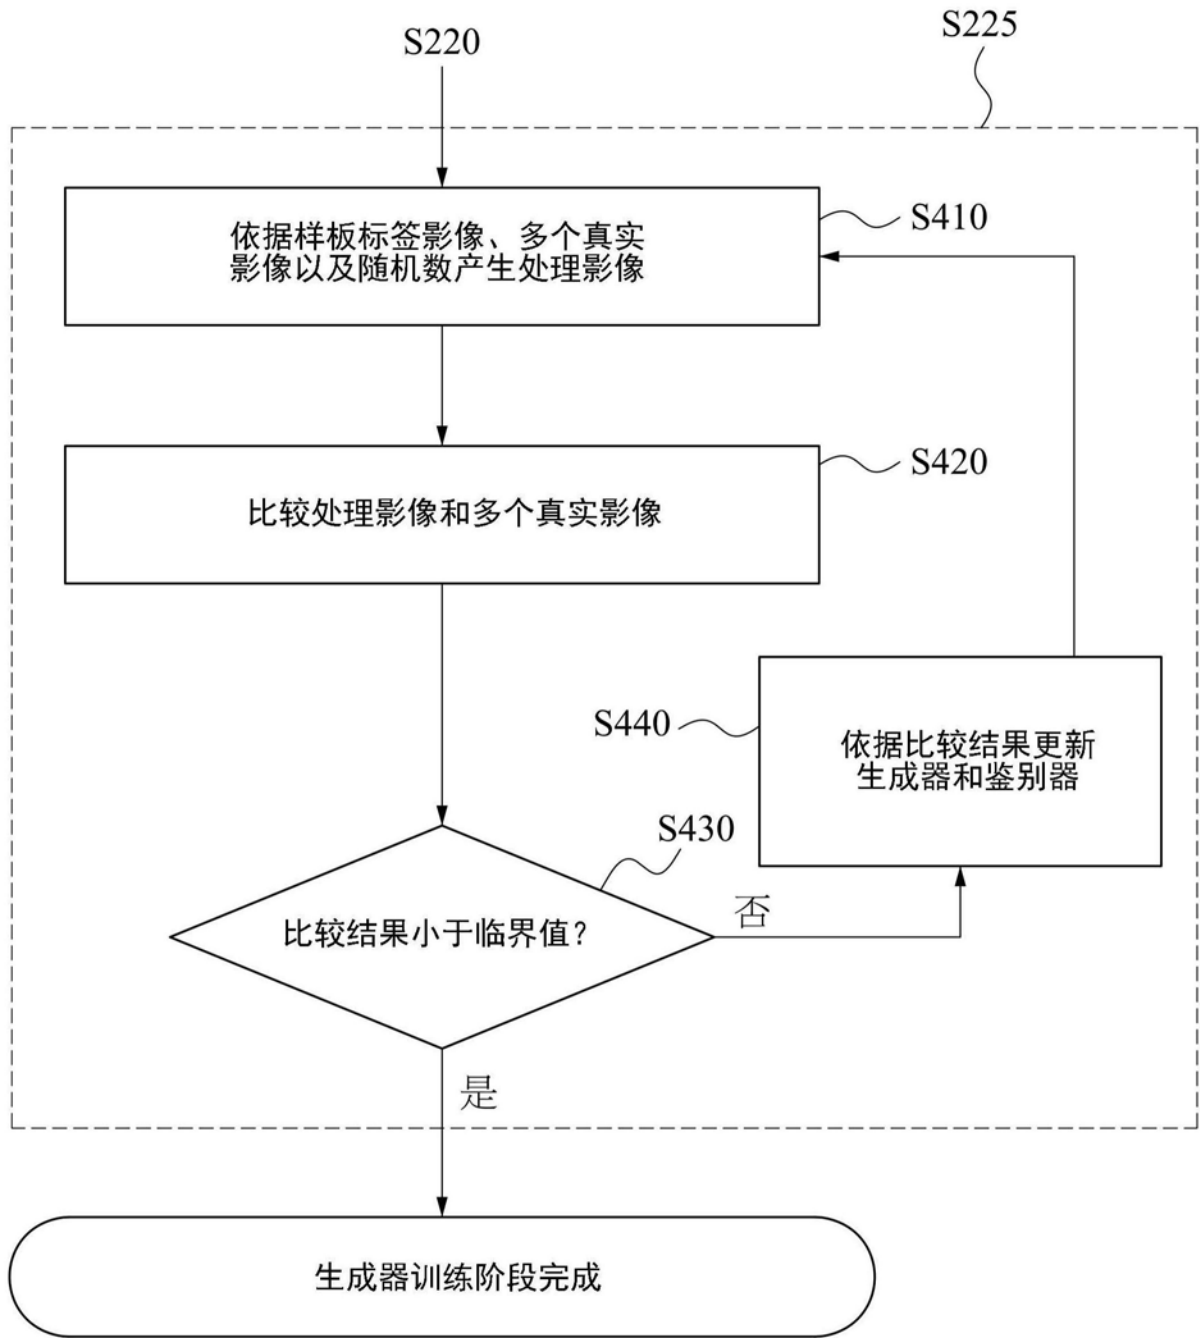 S225
S220
S410
依据样板标签影像、多个真实
影像以及随机数产生处理影像
S420
比较处理影像和多个真实影像
S440
依据比较结果更新
生成器和鉴别器
S430
否
比较结果小于临界值?
是
生成器训练阶段完成